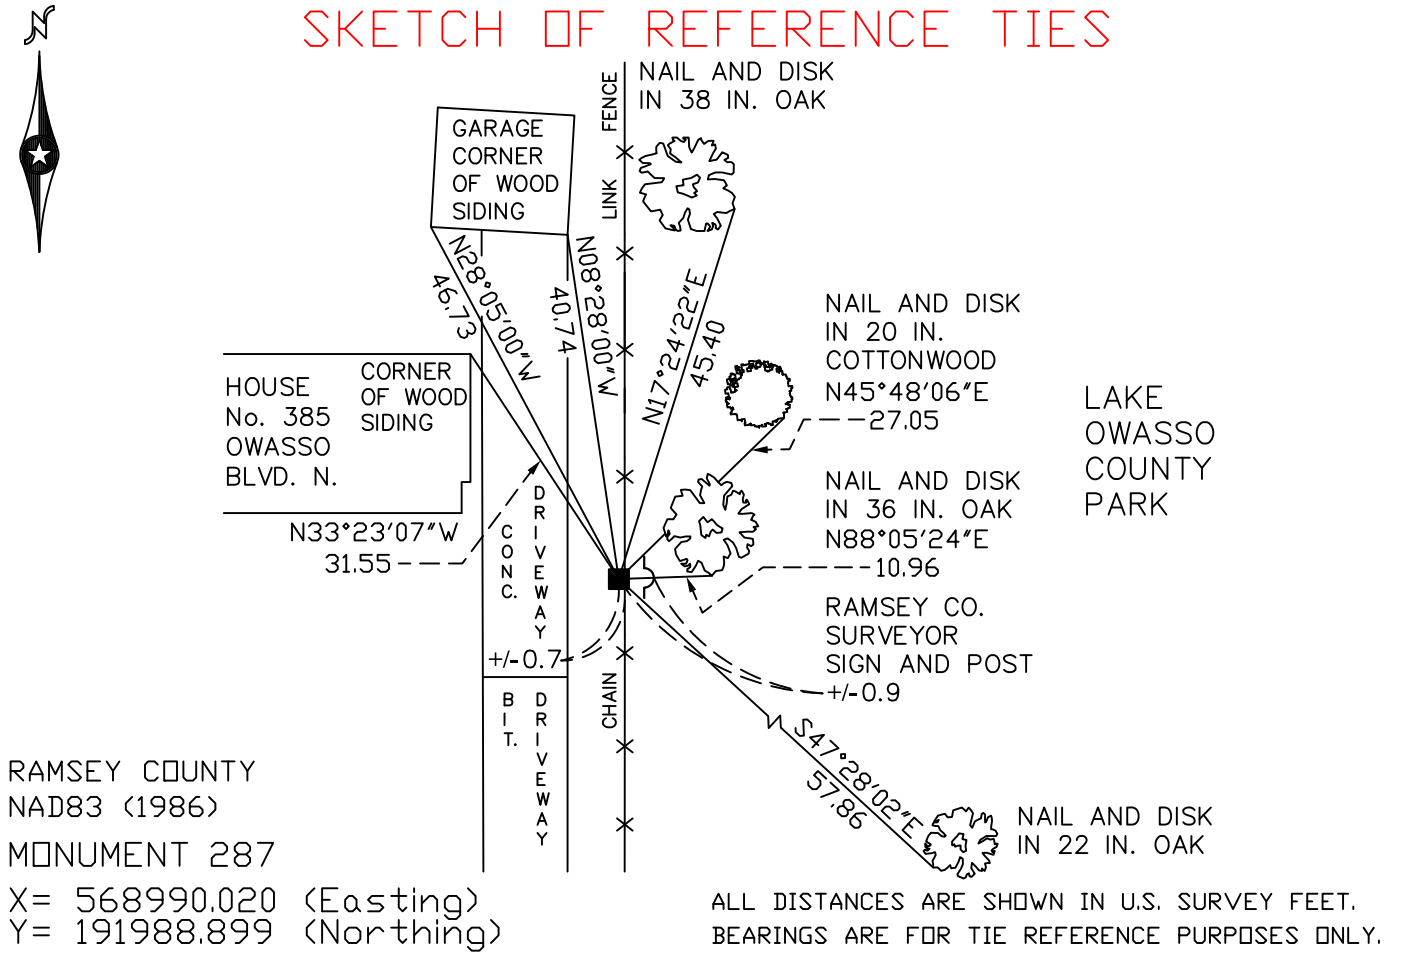 N
SKETCH OF REFERENCE TIES
NAIL AND DISK
IN 38 IN. OAK
CHAIN LINK FENCE
GARAGE
CORNER
OF WOOD
SIDING
N28°05'00"W
46.73
N08°28'00"W
40.74
N17°24'22"E
45.40
NAIL AND DISK
IN 20 IN.
COTTONWOOD
N45°48'06"E
27.05
HOUSE
No. 385
OWASSO
BLVD. N.
CORNER
OF WOOD
SIDING
LAKE
OWASSO
COUNTY
PARK
N33°23'07"W
31.55
CONC.
DRIVEWAY
NAIL AND DISK
IN 36 IN. OAK
N88°05'24"E
10.96
RAMSEY CO.
SURVEYOR
SIGN AND POST
+/-0.9
+/-0.7
BIT.
DRIVEWAY
S47°28'02"E
57.86
NAIL AND DISK
IN 22 IN. OAK
RAMSEY COUNTY
NAD83 (1986)
MONUMENT 287
X= 568990.020 (Easting)
Y= 191988.899 (Northing)
ALL DISTANCES ARE SHOWN IN U.S. SURVEY FEET.
BEARINGS ARE FOR TIE REFERENCE PURPOSES ONLY.